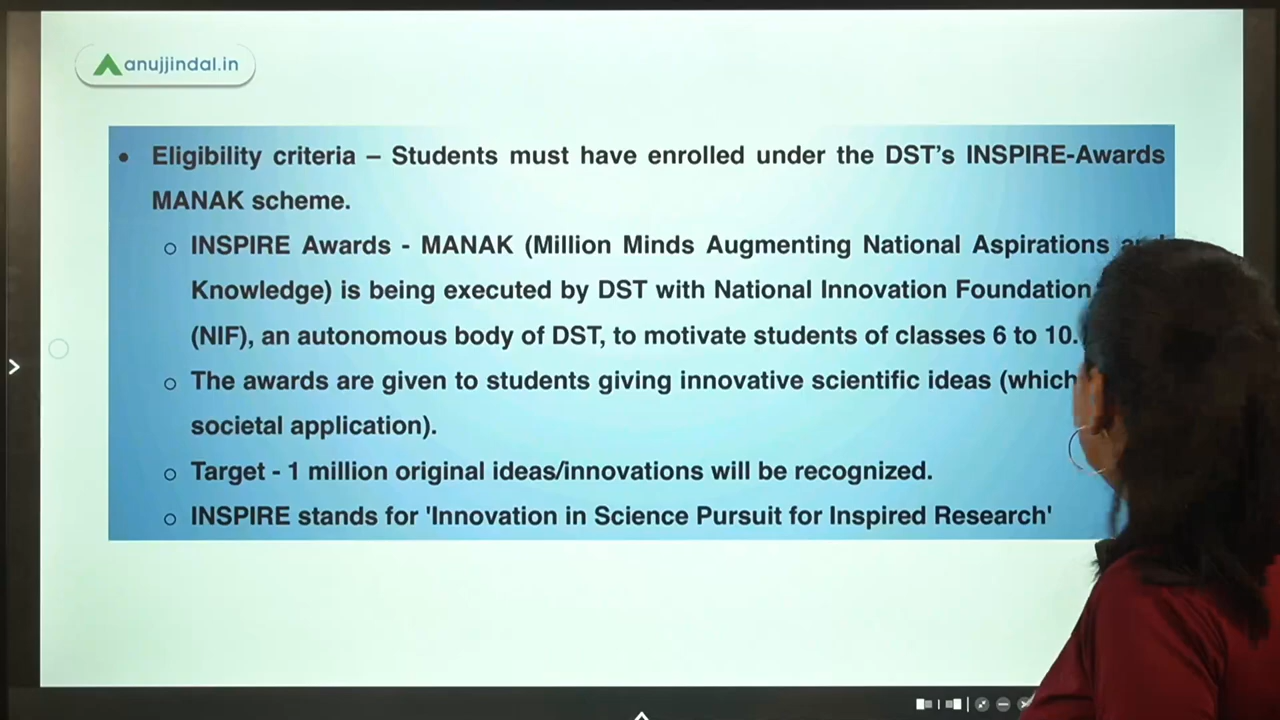 anujjindal.in
• Eligibility criteria – Students must have enrolled under the DST's INSPIRE-Awards
MANAK scheme.
○ INSPIRE Awards - MANAK (Million Minds Augmenting National Aspirations
Knowledge) is being executed by DST with National Innovation Foundation
(NIF), an autonomous body of DST, to motivate students of classes 6 to 10.
○ The awards are given to students giving innovative scientific ideas (which
societal application).
○ Target - 1 million original ideas/innovations will be recognized.
○ INSPIRE stands for 'Innovation in Science Pursuit for Inspired Research'